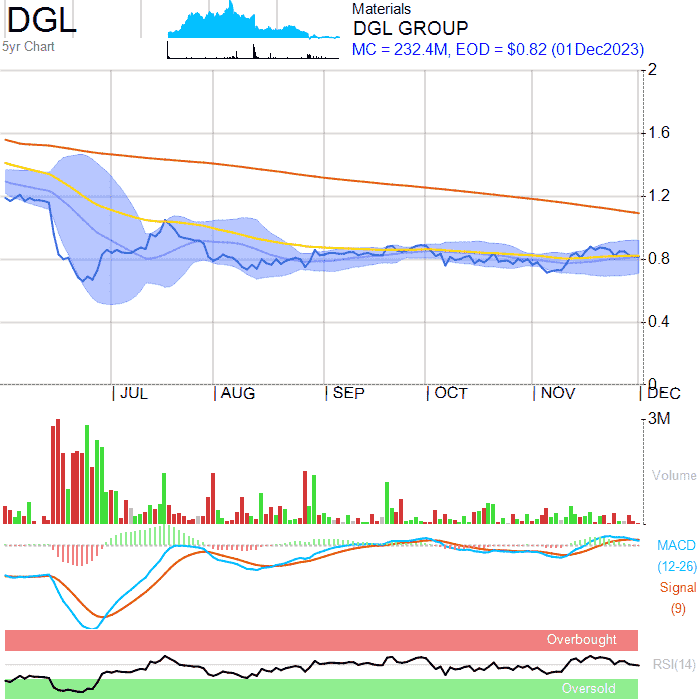 DGL
5yr Chart
Materials
DGL GROUP
MC = 232.4M, EOD = $0.82 (01Dec2023)
2
1.6
1.2
0.8
0.4
0
JUL AUG SEP OCT NOV DEC
3M
Volume
MACD
(12-26)
Signal
(9)
Overbought
RSI(14)
Oversold